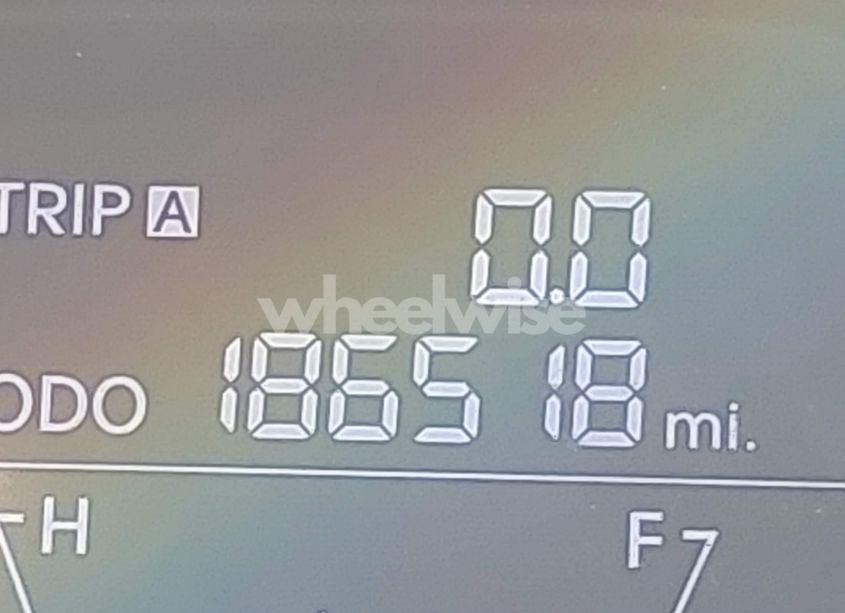 TRIP A 0.0
wheelwise
ODO 186518 mi.
H F